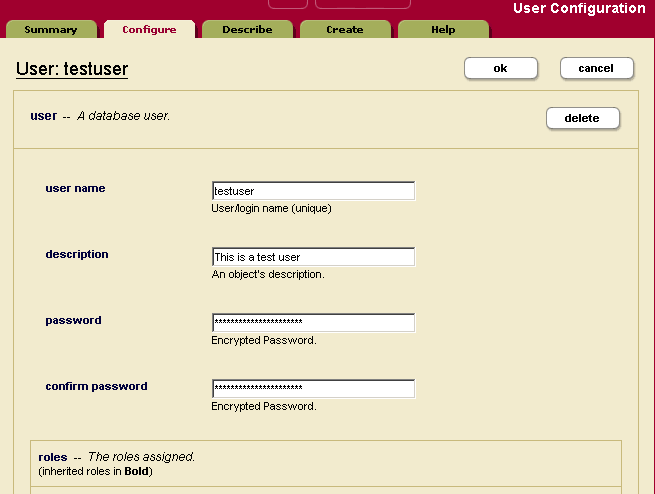 User Configuration
Summary Configure Describe Create Help
User: testuser ok cancel
user -- A database user. delete
user name testuser
User/login name (unique)
description This is a test user
An object's description.
password **********************
Encrypted Password.
confirm password **********************
Encrypted Password.
roles -- The roles assigned.
(inherited roles in Bold)